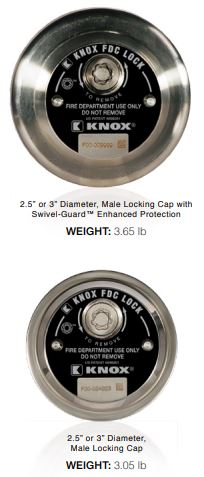 KNOX FDC LOCK
TO REMOVE
FIRE DEPARTMENT USE ONLY
DO NOT REMOVE
KNOX®
2.5" or 3" Diameter, Male Locking Cap with
Swivel-Guard™ Enhanced Protection
WEIGHT: 3.65 lb
KNOX FDC LOCK
TO REMOVE
FIRE DEPARTMENT USE ONLY
DO NOT REMOVE
KNOX®
2.5" or 3" Diameter,
Male Locking Cap
WEIGHT: 3.05 lb